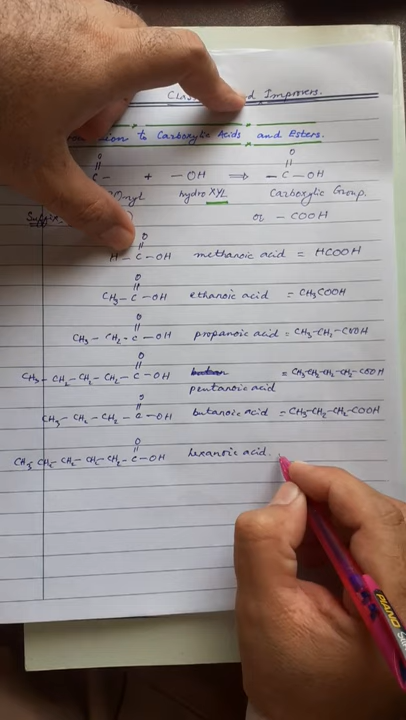 Improvers.
to Carboxylic Acids and Esters.
O
||
C - + - OH ⟹ - C - OH
O
||
hydroxyl Carboxylic Group.
or - COOH
O
||
H - C - OH methanoic acid = HCOOH
O
||
CH3 - C - OH ethanoic acid = CH3COOH
O
||
CH3 - CH2 - C - OH propanoic acid = CH3-CH2-COOH
O
||
CH3 - CH2 - CH2 - CH2 - C - OH = CH3-CH2-CH2-CH2-COOH
pentanoic acid
O
||
CH3 - CH2 - CH2 - C - OH butanoic acid = CH3-CH2-CH2-COOH
O
||
CH3 - CH2 - CH2 - CH2 - CH2 - C - OH hexanoic acid.
PIANO